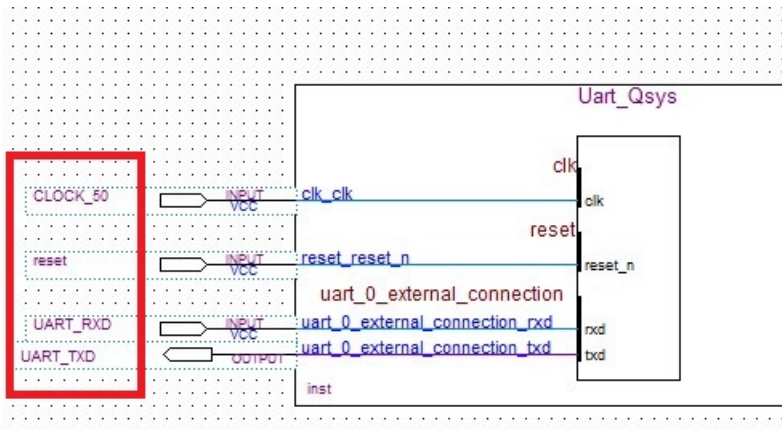 Uart_Qsys
clk
CLOCK_50 INPUT VCC clk_clk clk
reset
reset INPUT VCC reset_reset_n reset_n
uart_0_external_connection
UART_RXD INPUT VCC uart_0_external_connection_rxd rxd
UART_TXD OUTPUT uart_0_external_connection_txd txd
inst